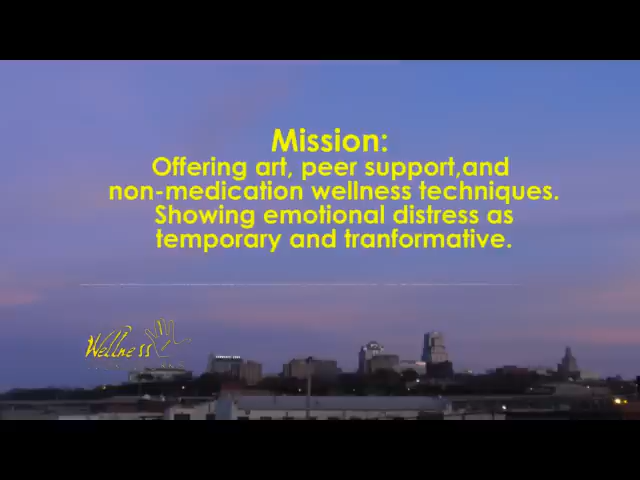 Mission:
Offering art, peer support,and
non-medication wellness techniques.
Showing emotional distress as
temporary and tranformative.
Wellness